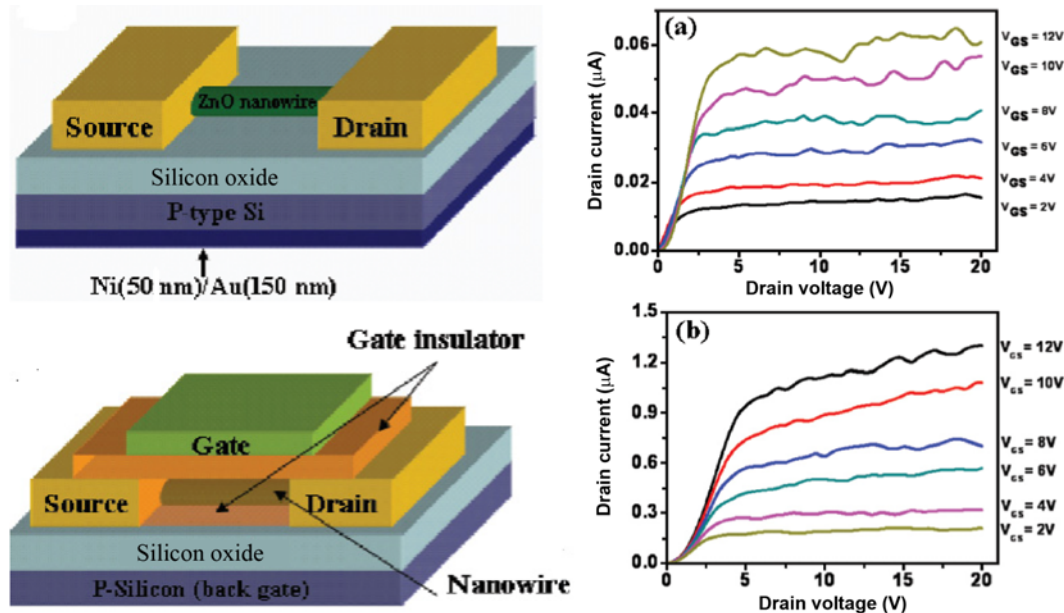 ZnO nanowire
Source
Drain
Silicon oxide
P-type Si
Ni(50 nm)/Au(150 nm)
Gate insulator
Gate
Source
Drain
Silicon oxide
P-Silicon (back gate)
Nanowire
(a)
Drain current (μA)
0.06
0.04
0.02
0.00
0
5
10
15
20
Drain voltage (V)
VGS = 12V
VGS = 10V
VGS = 8V
VGS = 6V
VGS = 4V
VGS = 2V
(b)
Drain current (μA)
1.5
1.2
0.9
0.6
0.3
0.0
0
5
10
15
20
Drain voltage (V)
VGS = 12V
VGS = 10V
VGS = 8V
VGS = 6V
VGS = 4V
VGS = 2V